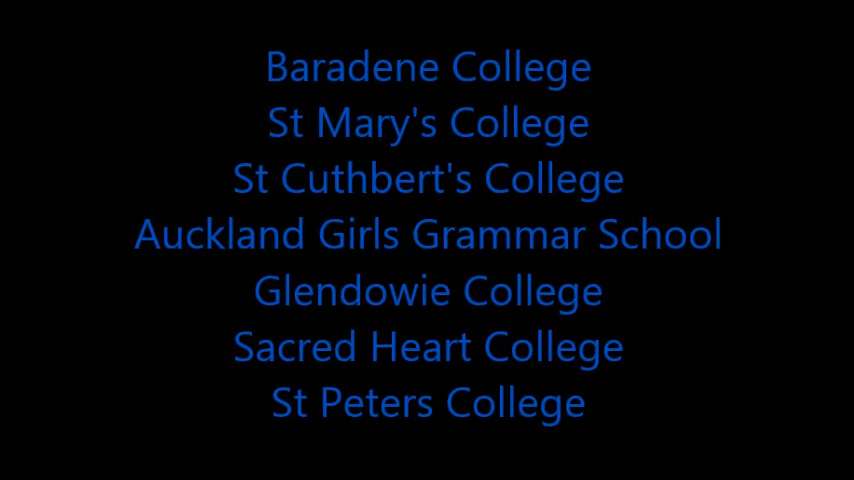 Baradene College
St Mary's College
St Cuthbert's College
Auckland Girls Grammar School
Glendowie College
Sacred Heart College
St Peters College